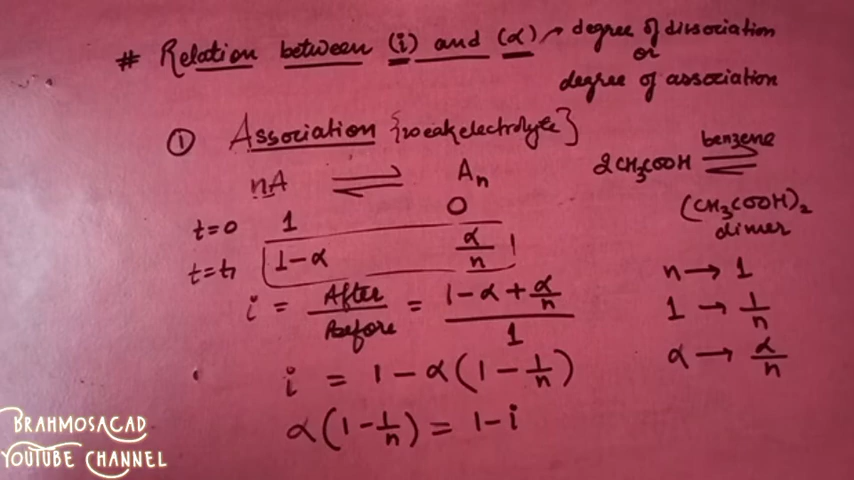 # Relation between (i) and (α) → degree of dissociation
or
degree of association
① Association {weak electrolyte}
nA ⇌ An
t=0 1 0
t=t₁ 1-α α/n
i = After/before = (1-α+α/n)/1
i = 1-α(1-1/n)
α(1-1/n) = 1-i
2CH₃COOH ⇌ benzene
(CH₃COOH)₂
dimer
n → 1
1 → 1/n
α → α/n
BRAHMOSACAD
YOUTUBE CHANNEL